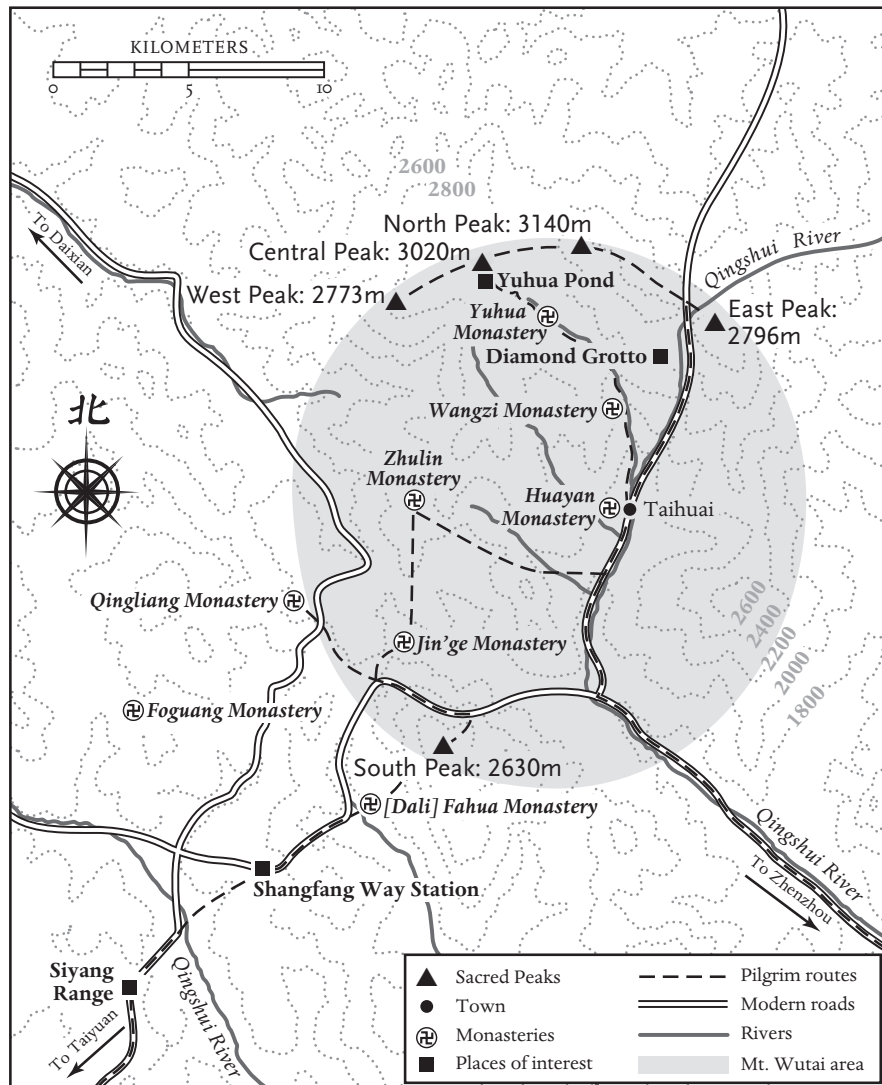 KILOMETERS
0 5 10
2600
2800
North Peak: 3140m
Central Peak: 3020m
West Peak: 2773m
Yuhua Pond
Yuhua
Monastery
Qingshui River
East Peak:
2796m
Diamond Grotto
To Daixian
Wangzi Monastery
北
Zhulin
Monastery
Huayan
Monastery
Taihuai
Qingliang Monastery
2600
2400
2200
2000
1800
Jin'ge Monastery
Foguang Monastery
South Peak: 2630m
[Dali] Fahua Monastery
Qingshui River
To Zhenzhou
Shangfang Way Station
Siyang
Range
Qingshui River
To Taiyuan
Sacred Peaks
Town
Monasteries
Places of interest
Pilgrim routes
Modern roads
Rivers
Mt. Wutai area